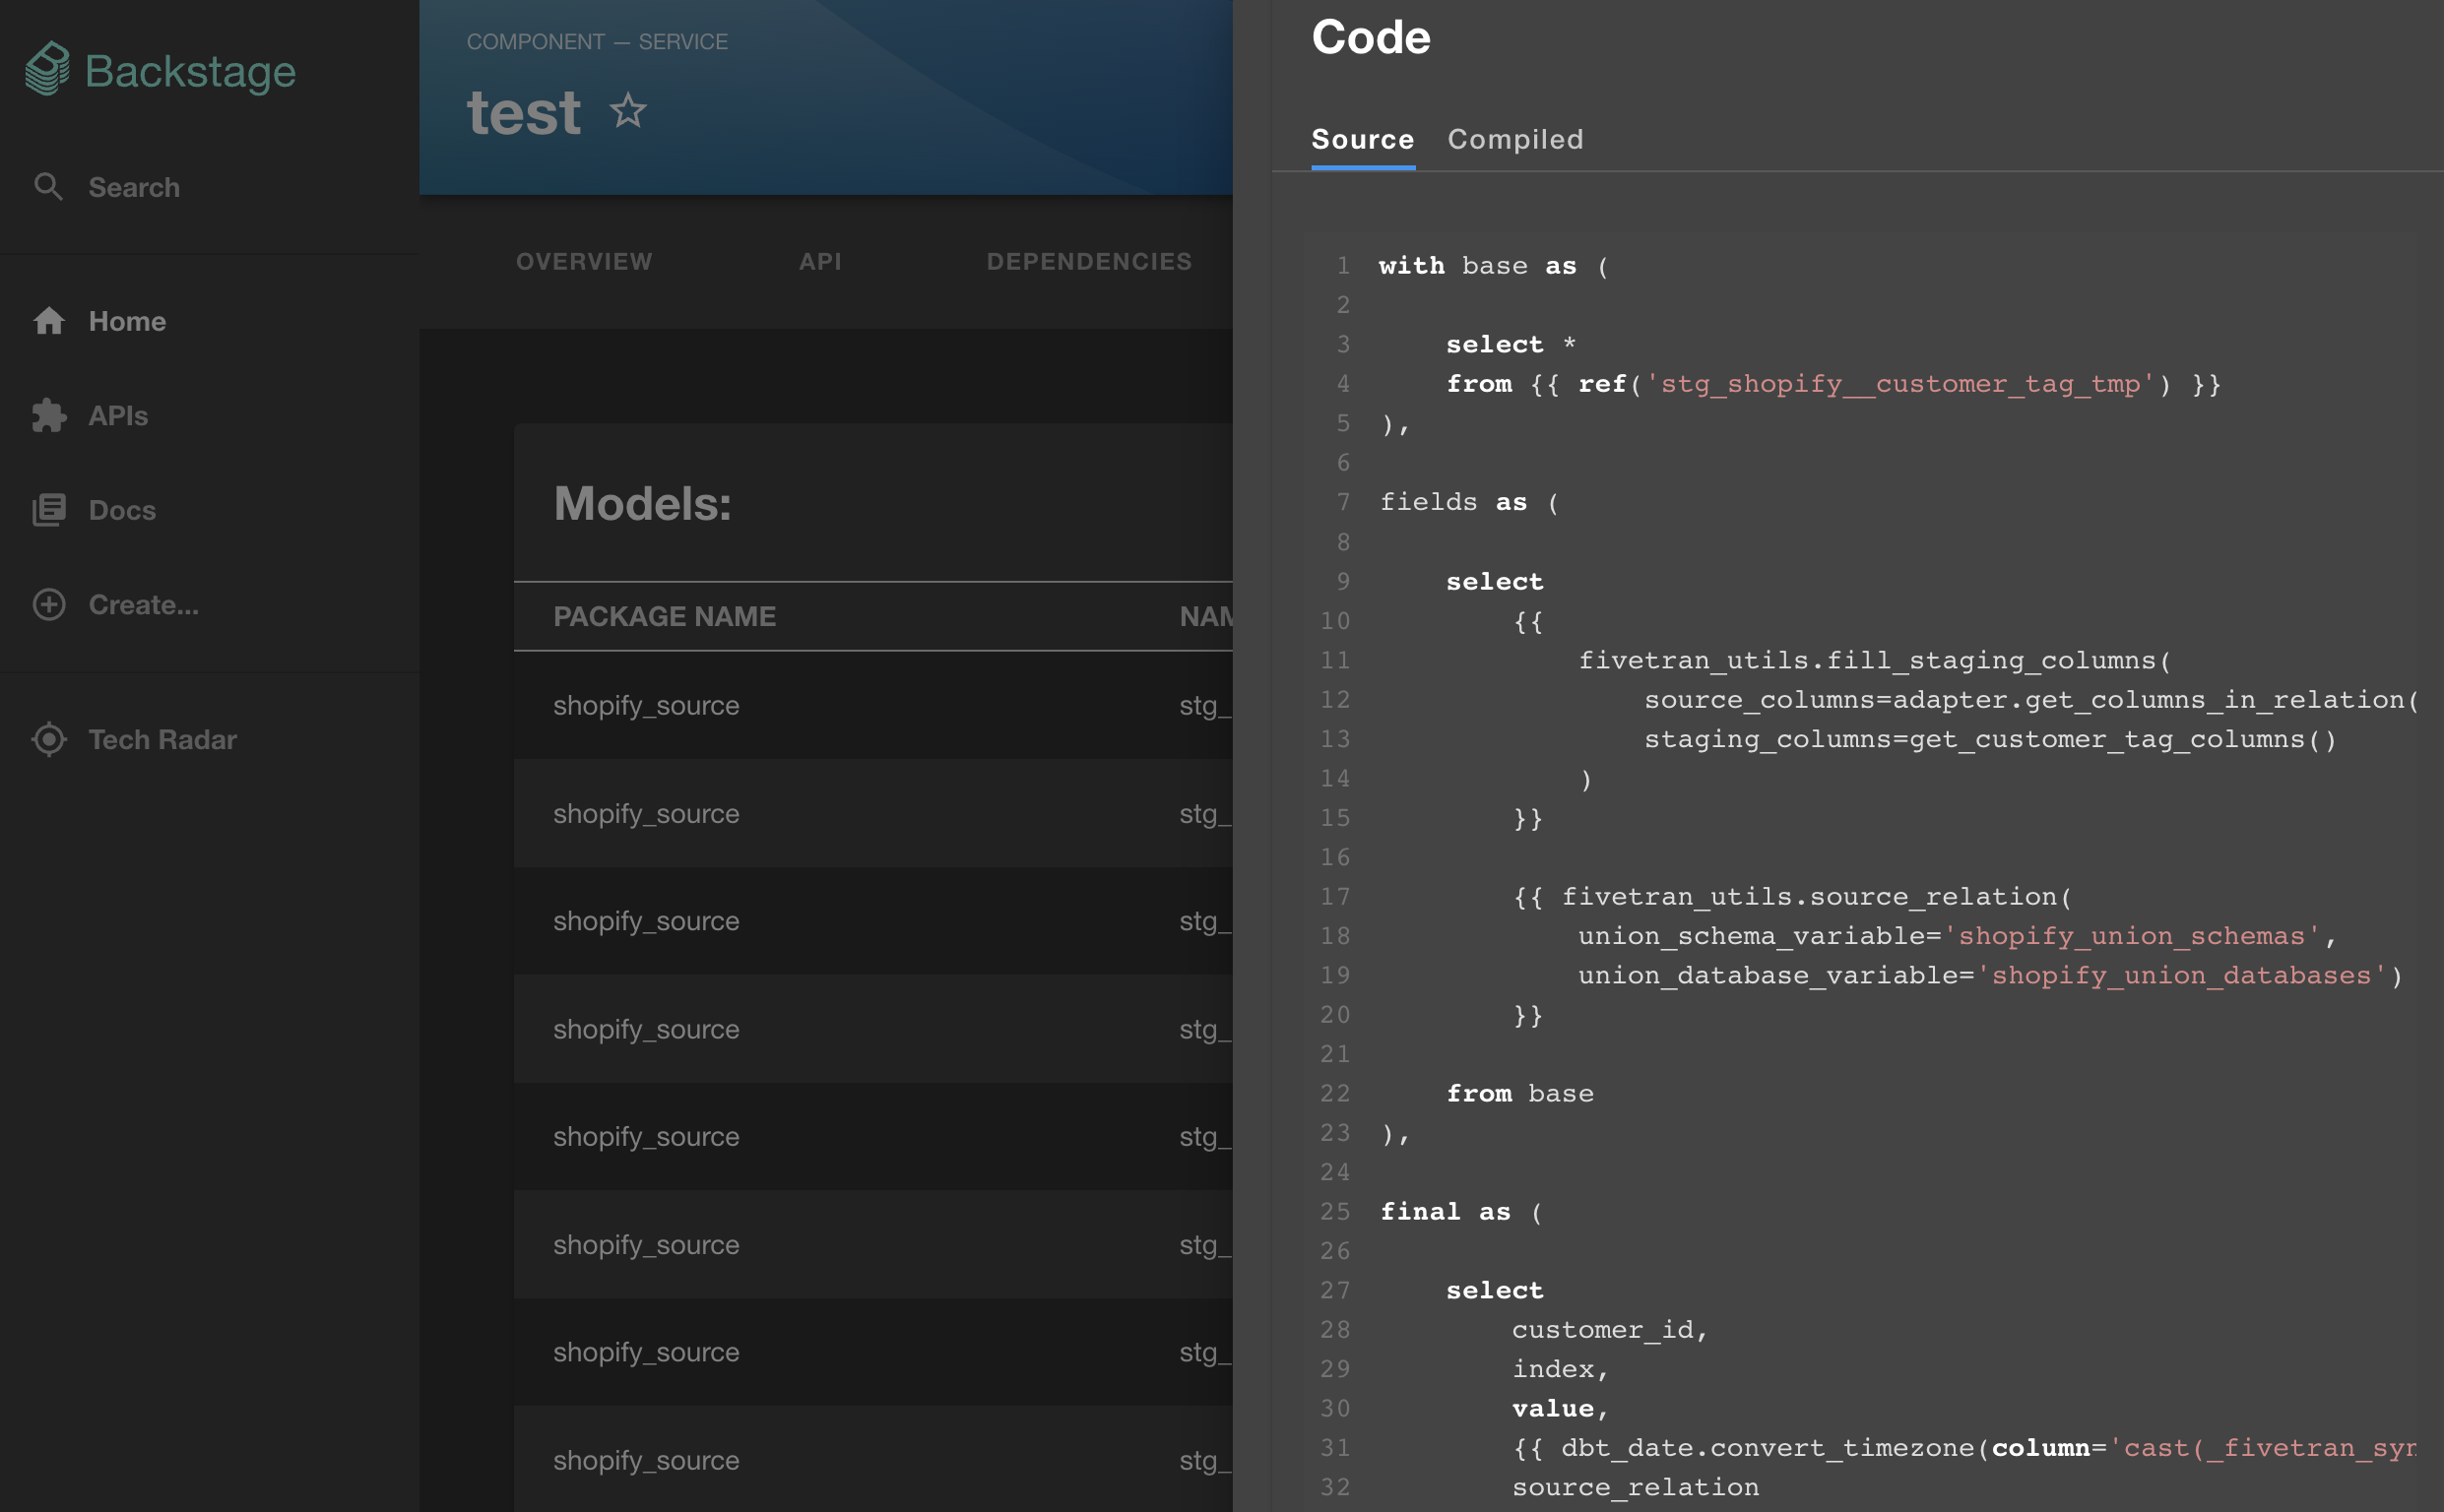 Backstage
Search
Home
APIs
Docs
Create...
Tech Radar
COMPONENT — SERVICE
test
OVERVIEW API DEPENDENCIES
Models:
PACKAGE NAME NAM
shopify_source stg_
shopify_source stg_
shopify_source stg_
shopify_source stg_
shopify_source stg_
shopify_source stg_
shopify_source stg_
shopify_source stg_
Code
Source Compiled
1 with base as (
2
3     select *
4     from {{ ref('stg_shopify__customer_tag_tmp') }}
5 ),
6
7 fields as (
8
9     select
10         {{
11             fivetran_utils.fill_staging_columns(
12                 source_columns=adapter.get_columns_in_relation(
13                 staging_columns=get_customer_tag_columns()
14             )
15         }}
16
17         {{ fivetran_utils.source_relation(
18             union_schema_variable='shopify_union_schemas',
19             union_database_variable='shopify_union_databases')
20         }}
21
22     from base
23 ),
24
25 final as (
26
27     select
28         customer_id,
29         index,
30         value,
31         {{ dbt_date.convert_timezone(column='cast(_fivetran_syn
32         source_relation